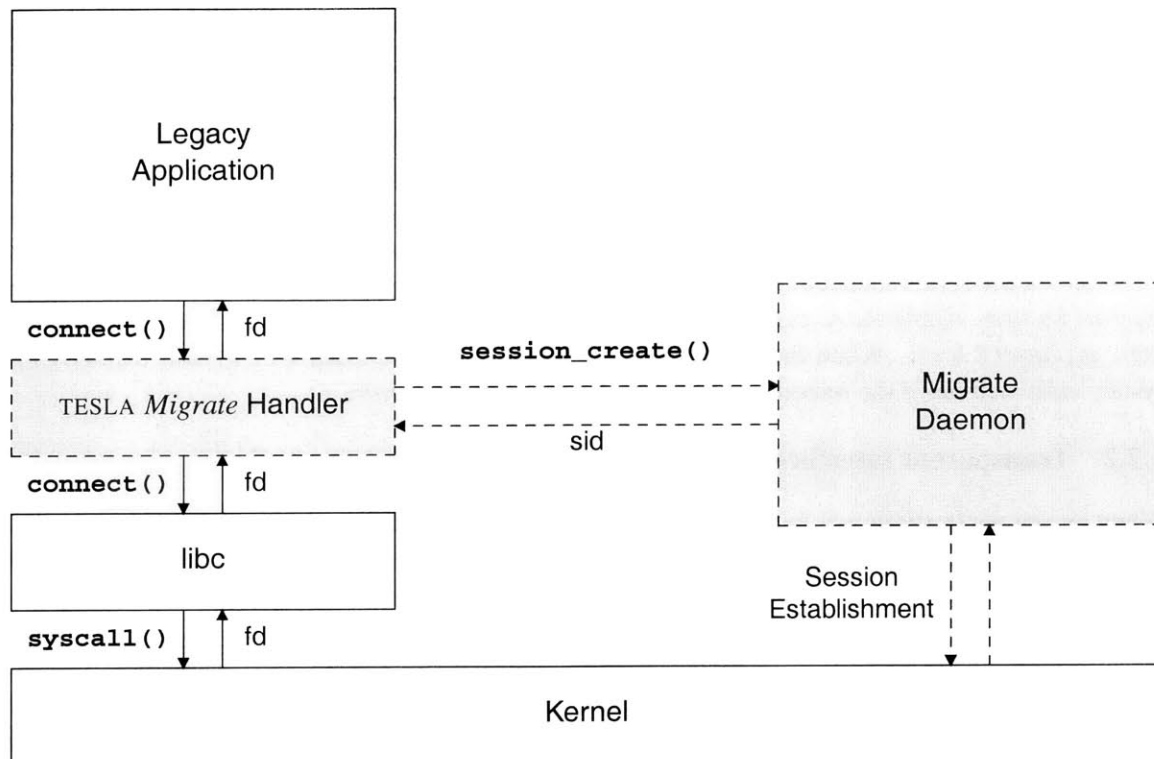 Legacy
Application
connect()
fd
session_create()
TESLA Migrate Handler
Migrate
Daemon
sid
connect()
fd
libc
Session
Establishment
syscall()
fd
Kernel